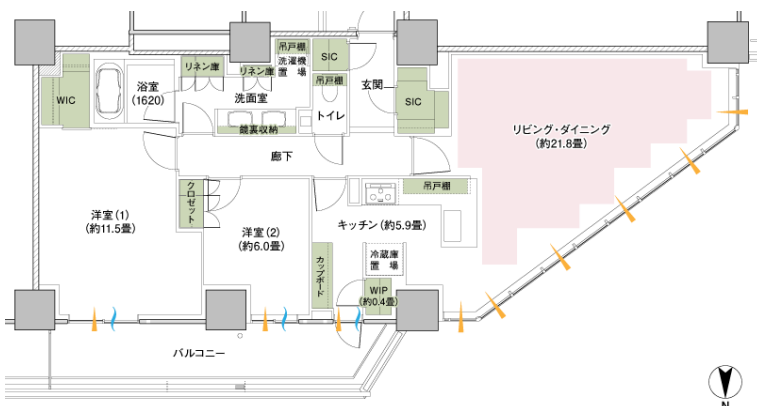 吊戸棚
リネン庫
リネン庫
洗濯機
置 場
SIC
吊戸棚
浴室
(1620)
WIC
洗面室
玄関
SIC
トイレ
鏡裏収納
リビング・ダイニング
(約21.8畳)
廊下
吊戸棚
クロゼット
洋室(1)
(約11.5畳)
洋室(2)
(約6.0畳)
キッチン(約5.9畳)
冷蔵庫
置 場
カップボード
WIP
(約0.4畳)
バルコニー
N